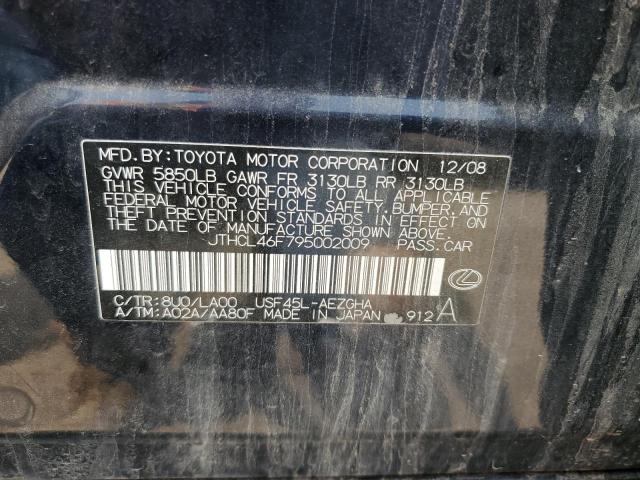 MFD.BY:TOYOTA MOTOR CORPORATION 12/08
GVWR 5850LB GAWR FR 3130LB RR 3130LB
THIS VEHICLE CONFORMS TO ALL APPLICABLE
FEDERAL MOTOR VEHICLE SAFETY,BUMPER,AND
THEFT PREVENTION STANDARDS IN EFFECT ON
THE DATE OF MANUFACTURE SHOWN ABOVE.
JTHCL46F795002009 PASS.CAR
C/TR:8U0/LA00 USF45L-AEZGHA
A/TM:A02A/AA80F MADE IN JAPAN 912 A